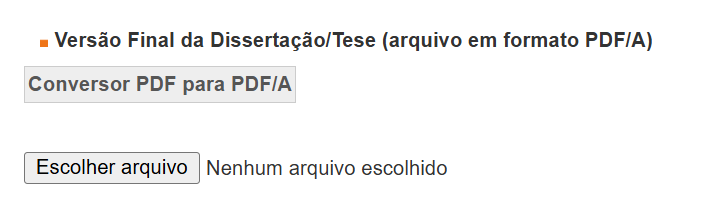 Versão Final da Dissertação/Tese (arquivo em formato PDF/A)
Conversor PDF para PDF/A
Escolher arquivo Nenhum arquivo escolhido